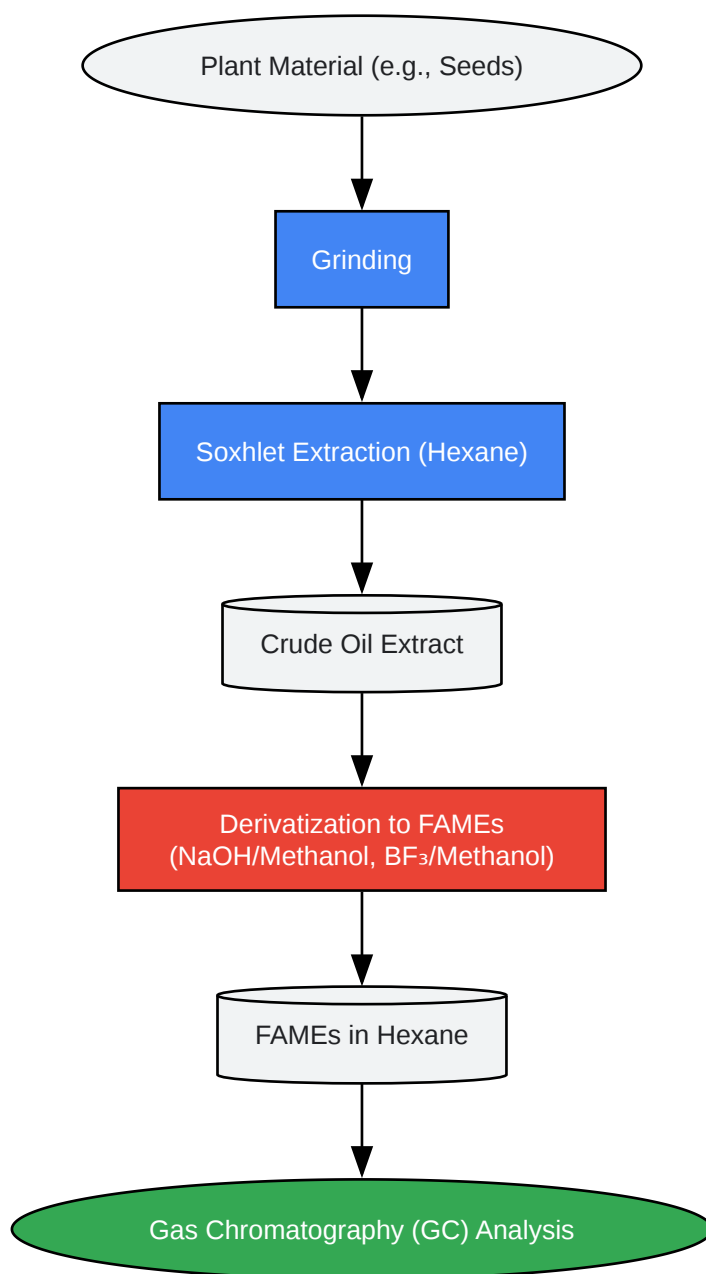 Plant Material (e.g., Seeds)
Grinding
Soxhlet Extraction (Hexane)
Crude Oil Extract
Derivatization to FAMEs
(NaOH/Methanol, BF₃/Methanol)
FAMEs in Hexane
Gas Chromatography (GC) Analysis